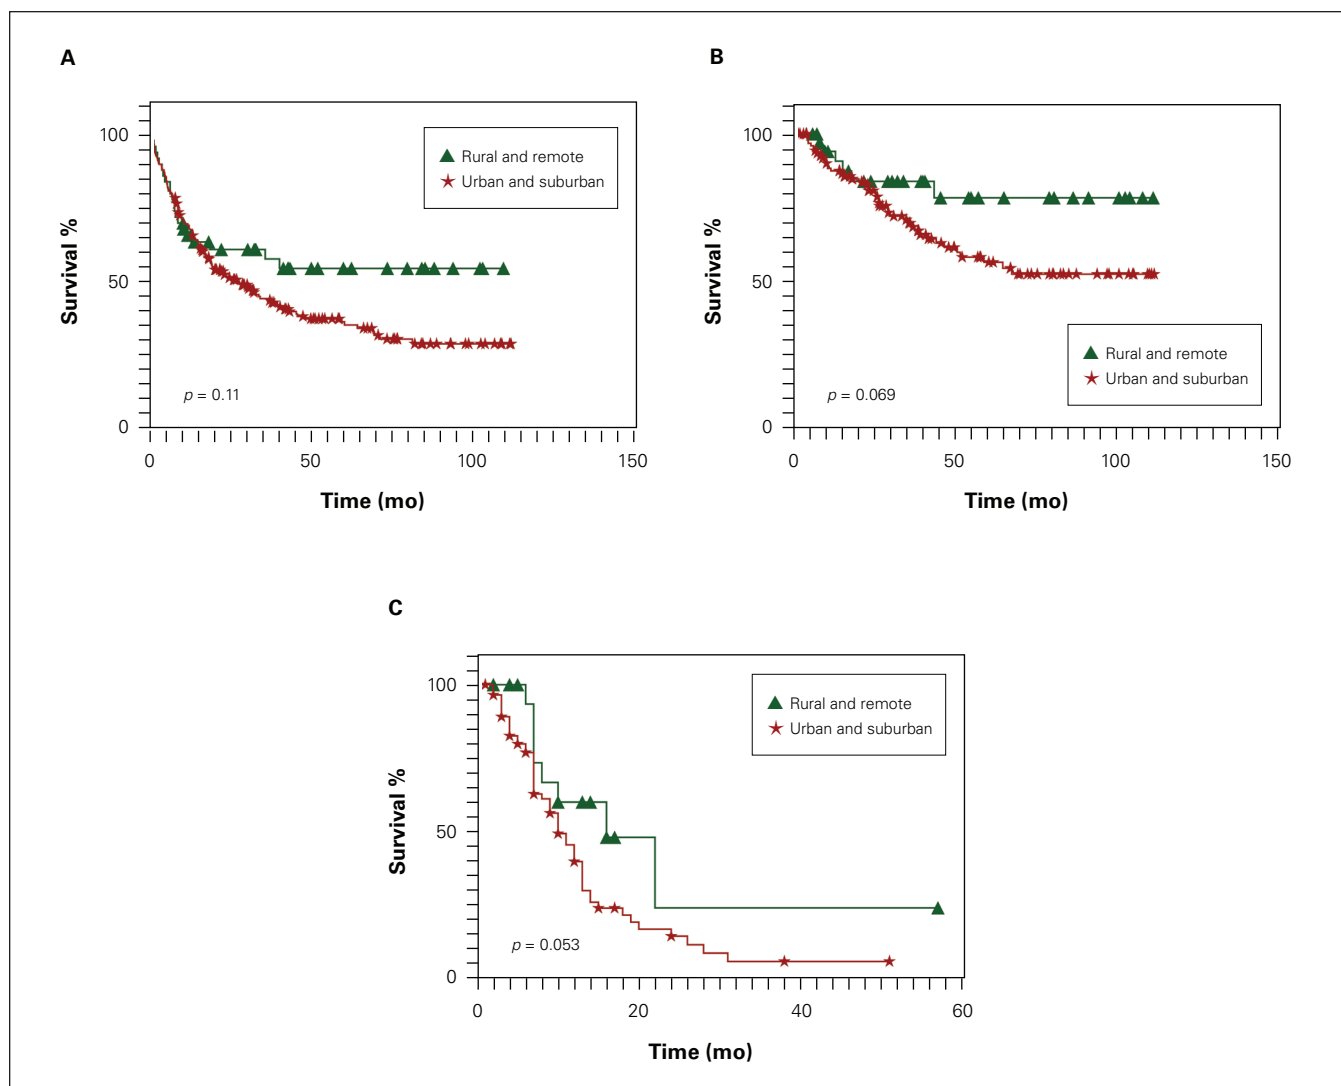 A
Rural and remote
Urban and suburban
100
50
0
Survival %
p = 0.11
0 50 100 150
Time (mo)
B
Rural and remote
Urban and suburban
100
50
0
Survival %
p = 0.069
0 50 100 150
Time (mo)
C
Rural and remote
Urban and suburban
100
50
0
Survival %
p = 0.053
0 20 40 60
Time (mo)